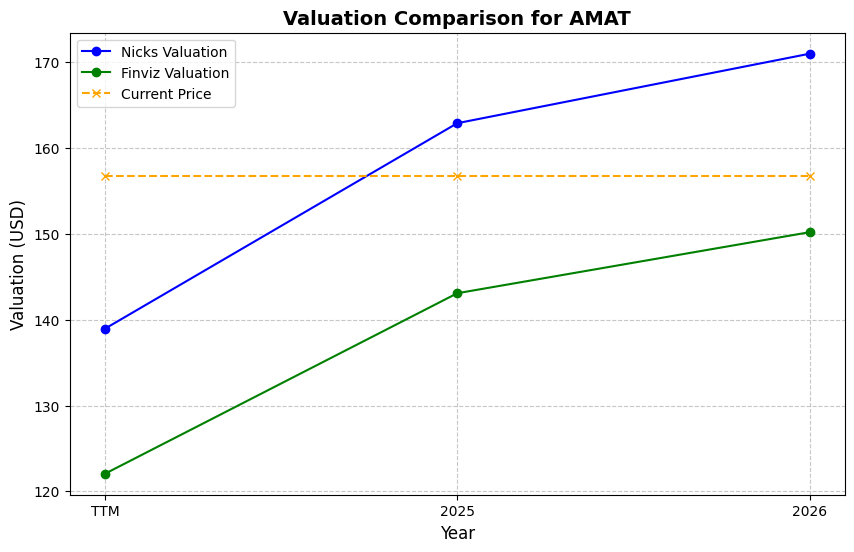 Valuation Comparison for AMAT
Nicks Valuation
Finviz Valuation
Current Price
Valuation (USD)
170
160
150
140
130
120
TTM
2025
2026
Year